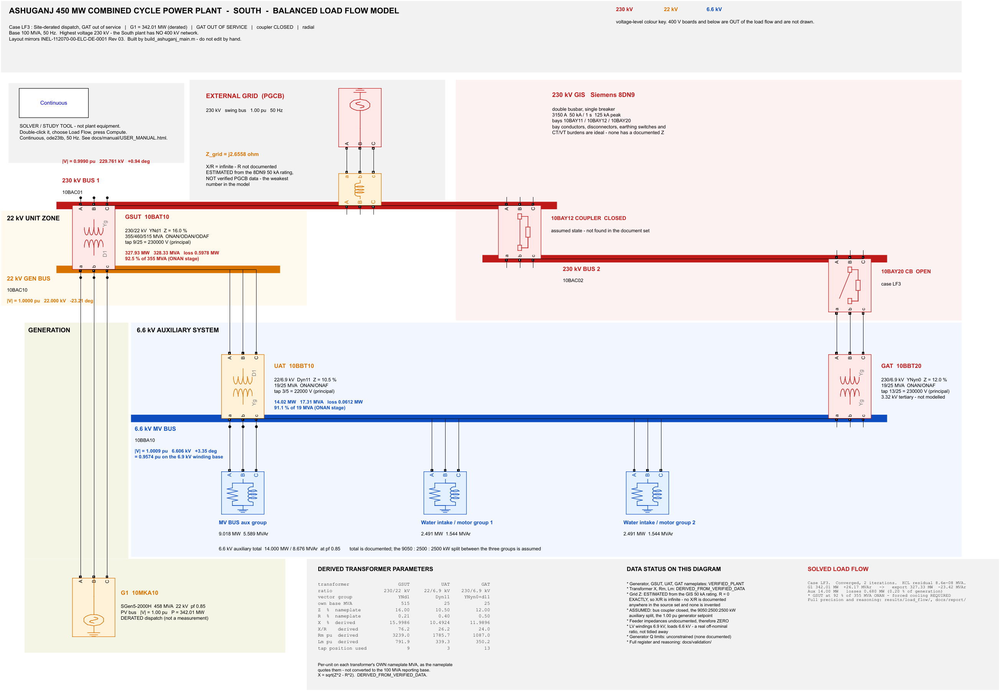 ASHUGANJ 450 MW COMBINED CYCLE POWER PLANT - SOUTH - BALANCED LOAD FLOW MODEL
Case LF3 : Site-derated dispatch, GAT out of service | G1 = 342.01 MW (derated) | GAT OUT OF SERVICE | coupler CLOSED | radial
Base 100 MVA, 50 Hz. Highest voltage 230 kV - the South plant has NO 400 kV network.
Layout mirrors INEL-112070-00-ELC-DE-0001 Rev 03. Built by build_ashuganj_main.m - do not edit by hand.
230 kV 22 kV 6.6 kV
voltage-level colour key. 400 V boards and below are OUT of the load flow and are not drawn.
Continuous
SOLVER / STUDY TOOL - not plant equipment.
Double-click it, choose Load Flow, press Compute.
Continuous, ode23tb, 50 Hz. See docs/manual/USER_MANUAL.html.
EXTERNAL GRID (PGCB)
230 kV swing bus 1.00 pu 50 Hz
A B C
Z_grid = j2.6558 ohm
X/R = infinite - R not documented
ESTIMATED from the 8DN9 50 kA rating,
NOT verified PGCB data - the weakest
number in the model
a b c
A B C
230 kV GIS Siemens 8DN9
double busbar, single breaker
3150 A 50 kA / 1 s 125 kA peak
bays 10BAY11 / 10BAY12 / 10BAY20
bay conductors, disconnectors, earthing switches and
CT/VT burdens are ideal - none has a documented Z
|V| = 0.9990 pu 229.761 kV +0.94 deg
230 kV BUS 1
10BAC01
22 kV UNIT ZONE
A B C
Yg
D1
a b c
GSUT 10BAT10
230/22 kV YNd1 Z = 16.0 %
355/460/515 MVA ONAN/ODAN/ODAF
tap 9/25 = 230000 V (principal)
327.93 MW 328.33 MVA loss 0.5978 MW
92.5 % of 355 MVA (ONAN stage)
22 kV GEN BUS
10BAC10
|V| = 1.0000 pu 22.000 kV -23.21 deg
A B C
a b c
10BAY12 COUPLER CLOSED
assumed state - not found in the document set
230 kV BUS 2
10BAC02
A B C
a b c
10BAY20 CB OPEN
case LF3
GENERATION
6.6 kV AUXILIARY SYSTEM
A B C
D1
Yg
a b c
UAT 10BBT10
22/6.9 kV Dyn11 Z = 10.5 %
19/25 MVA ONAN/ONAF
tap 3/5 = 22000 V (principal)
14.02 MW 17.31 MVA loss 0.0612 MW
91.1 % of 19 MVA (ONAN stage)
A B C
Yg
Yg
a b c
GAT 10BBT20
230/6.9 kV YNyn0 Z = 12.0 %
19/25 MVA ONAN/ONAF
tap 13/25 = 230000 V (principal)
3.32 kV tertiary - not modelled
6.6 kV MV BUS
10BBA10
|V| = 1.0009 pu 6.606 kV +3.35 deg
= 0.9574 pu on the 6.9 kV winding base
A B C
A B C
A B C
MV BUS aux group
9.018 MW 5.589 MVAr
Water intake / motor group 1
2.491 MW 1.544 MVAr
Water intake / motor group 2
2.491 MW 1.544 MVAr
6.6 kV auxiliary total 14.000 MW / 8.676 MVAr at pf 0.85 total is documented; the 9050 : 2500 : 2500 kW split between the three groups is assumed
A B C
G1 10MKA10
SGen5-2000H 458 MVA 22 kV pf 0.85
PV bus |V| = 1.00 pu P = 342.01 MW
DERATED dispatch (not a measurement)
DERIVED TRANSFORMER PARAMETERS
transformer GSUT UAT GAT
ratio 230/22 kV 22/6.9 kV 230/6.9 kV
vector group YNd1 Dyn11 YNyn0+d11
own base MVA 515 25 25
Z % nameplate 16.00 10.50 12.00
R % nameplate 0.21 0.40 0.50
X % derived 15.9986 10.4924 11.9896
X/R derived 76.2 26.2 24.0
Rm pu derived 3239.0 1785.7 1087.0
Lm pu derived 791.9 339.3 350.2
tap position used 9 3 13
Per-unit on each transformer's OWN nameplate MVA, as the nameplate
quotes them - not converted to the 100 MVA reporting base.
X = sqrt(Z^2 - R^2). DERIVED_FROM_VERIFIED_DATA.
DATA STATUS ON THIS DIAGRAM
* Generator, GSUT, UAT, GAT nameplates: VERIFIED_PLANT
* Transformer X, Rm, Lm: DERIVED_FROM_VERIFIED_DATA
* Grid Z: ESTIMATED from the GIS 50 kA rating. R = 0
EXACTLY, so X/R is infinite - no X/R is documented
anywhere in the source set and none is invented
* ASSUMED: bus coupler closed, the 9050:2500:2500 kW
auxiliary split, the 1.00 pu generator setpoint
* Feeder impedances undocumented, therefore ZERO
* LV windings 6.9 kV, loads 6.6 kV - a real off-nominal
ratio, not tidied away
* Generator Q limits: unconstrained (none documented)
* Full register and reasoning: docs/validation/
SOLVED LOAD FLOW
Case LF3. Converged, 2 iterations. KCL residual 8.6e-08 MVA.
G1 342.01 MW +26.17 MVAr -> export 327.33 MW -23.42 MVAr
Aux 14.00 MW losses 0.680 MW (0.20 % of generation)
* GSUT at 92 % of 355 MVA ONAN - forced cooling REQUIRED
Full precision and reasoning: results/load_flow/, docs/report/